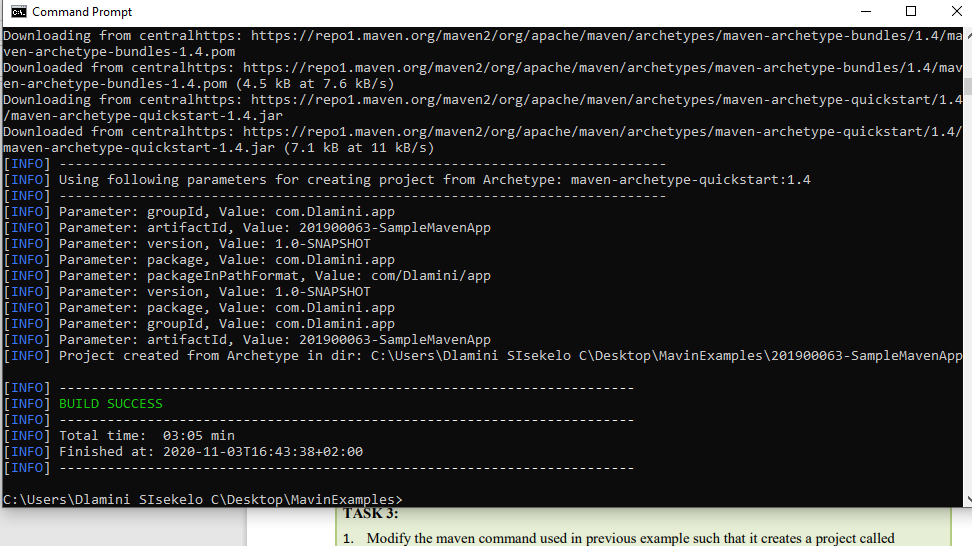 Command Prompt
Downloading from centralhttps: https://repo1.maven.org/maven2/org/apache/maven/archetypes/maven-archetype-bundles/1.4/ma
ven-archetype-bundles-1.4.pom
Downloaded from centralhttps: https://repo1.maven.org/maven2/org/apache/maven/archetypes/maven-archetype-bundles/1.4/mav
en-archetype-bundles-1.4.pom (4.5 kB at 7.6 kB/s)
Downloading from centralhttps: https://repo1.maven.org/maven2/org/apache/maven/archetypes/maven-archetype-quickstart/1.4
/maven-archetype-quickstart-1.4.jar
Downloaded from centralhttps: https://repo1.maven.org/maven2/org/apache/maven/archetypes/maven-archetype-quickstart/1.4/
maven-archetype-quickstart-1.4.jar (7.1 kB at 11 kB/s)
[INFO] ----------------------------------------------------------------------------
[INFO] Using following parameters for creating project from Archetype: maven-archetype-quickstart:1.4
[INFO] ----------------------------------------------------------------------------
[INFO] Parameter: groupId, Value: com.Dlamini.app
[INFO] Parameter: artifactId, Value: 201900063-SampleMavenApp
[INFO] Parameter: version, Value: 1.0-SNAPSHOT
[INFO] Parameter: package, Value: com.Dlamini.app
[INFO] Parameter: packageInPathFormat, Value: com/Dlamini/app
[INFO] Parameter: version, Value: 1.0-SNAPSHOT
[INFO] Parameter: package, Value: com.Dlamini.app
[INFO] Parameter: groupId, Value: com.Dlamini.app
[INFO] Parameter: artifactId, Value: 201900063-SampleMavenApp
[INFO] Project created from Archetype in dir: C:\Users\Dlamini SIsekelo C\Desktop\MavinExamples\201900063-SampleMavenApp
[INFO] ------------------------------------------------------------------------
[INFO] BUILD SUCCESS
[INFO] ------------------------------------------------------------------------
[INFO] Total time:  03:05 min
[INFO] Finished at: 2020-11-03T16:43:38+02:00
[INFO] ------------------------------------------------------------------------
C:\Users\Dlamini SIsekelo C\Desktop\MavinExamples>
TASK 3:
1. Modify the maven command used in previous example such that it creates a project called